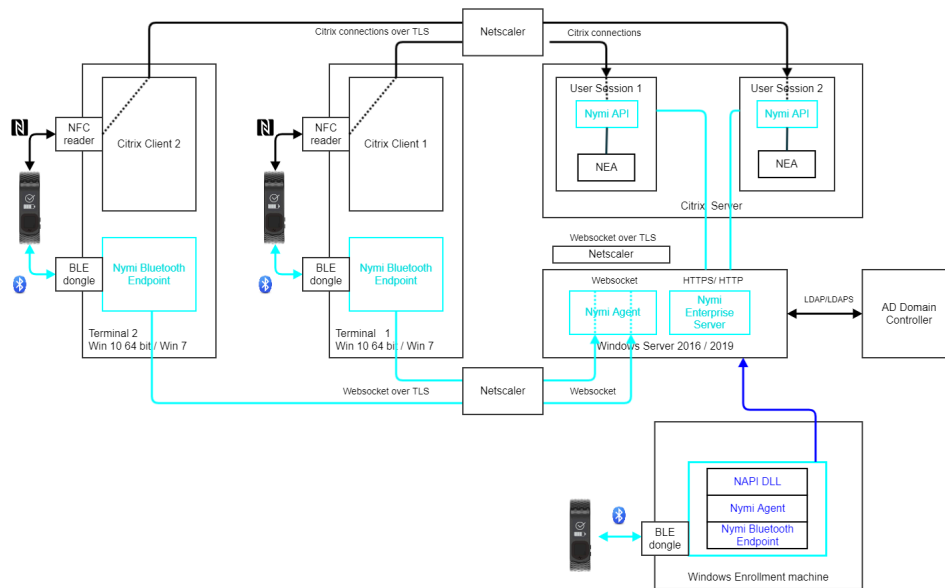 Netscaler
Citrix connections over TLS
Citrix connections
NFC
reader
Citrix Client 2
NFC
reader
Citrix Client 1
User Session 1
Nymi API
NEA
User Session 2
Nymi API
NEA
Citrix Server
BLE
dongle
Nymi Bluetooth
Endpoint
Terminal 2
Win 10 64 bit / Win 7
BLE
dongle
Nymi Bluetooth
Endpoint
Terminal 1
Win 10 64 bit / Win 7
Websocket over TLS
Netscaler
Websocket
HTTPS/ HTTP
Nymi Agent
Nymi
Enterprise
Server
Windows Server 2016 / 2019
LDAP/LDAPS
AD Domain
Controller
Websocket over TLS
Netscaler
Websocket
NAPI DLL
Nymi Agent
Nymi Bluetooth
Endpoint
BLE
dongle
Windows Enrollment machine